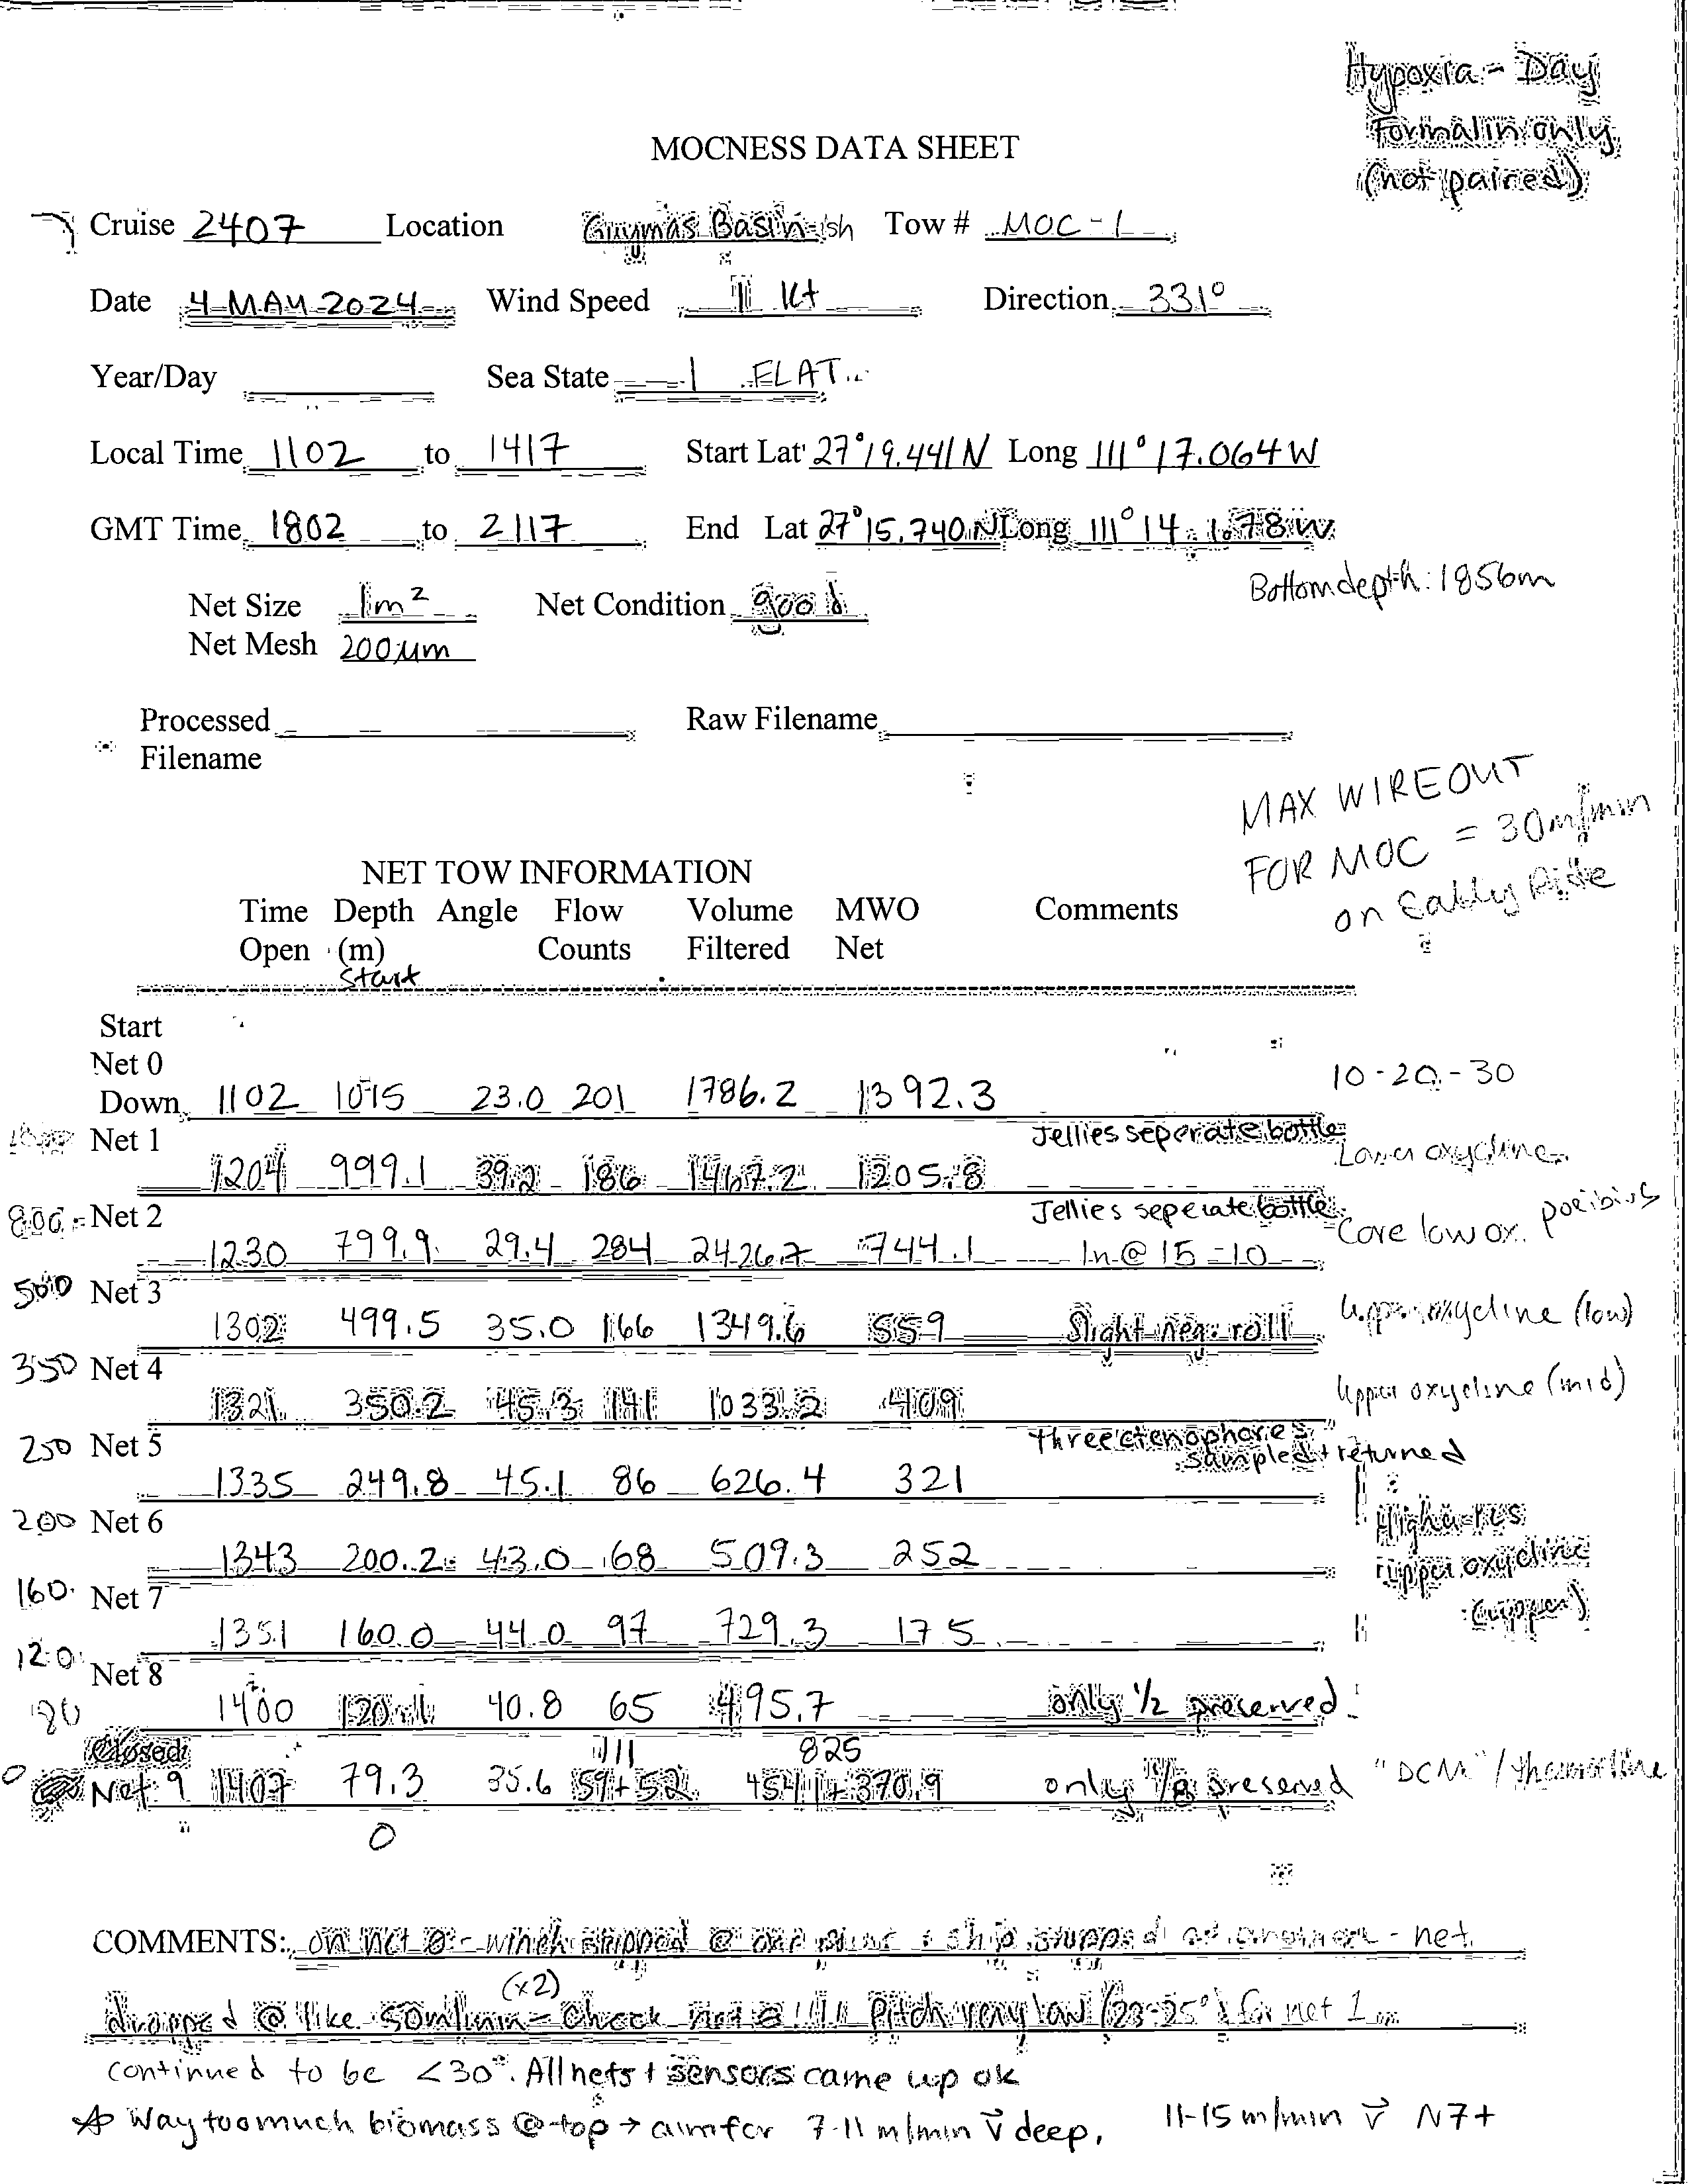 Hypoxia - Day
Formalin only
(not paired)
MOCNESS DATA SHEET
Cruise 2407 Location Guymas Basin-ish Tow # MOC-1
Date 4 MAY 2024 Wind Speed 11 kt Direction 331°
Year/Day Sea State 1 FLAT
Local Time 1102 to 1417 Start Lat 27°19.441N Long 111°17.064W
GMT Time 1802 to 2117 End Lat 27°15.740N Long 111°14.178W
Bottom depth: 1856m
Net Size 1m² Net Condition good
Net Mesh 200µm
Processed Raw Filename
Filename
MAX WIREOUT
FOR MOC = 30m/min
on Sally Ride
NET TOW INFORMATION
Time Depth Angle Flow Volume MWO Comments
Open (m) Counts Filtered Net
Start
Start
Net 0
Down 1102 1015 23.0 201 1786.2 1392.3 10-20-30
Net 1 Jellies seperate bottle Lower oxycline
1204 999.1 39.2 186 1467.2 1205.8
800 Net 2 Jellies seperate bottle Core low ox.
1230 799.9 29.4 284 2426.7 744.1 In @ 15-10
500 Net 3
1302 499.5 35.0 166 1349.6 559 Slight neg. roll Upper oxycline (low)
350 Net 4
1321 350.2 45.3 141 1033.2 409 Upper oxycline (mid)
250 Net 5 three ctenophores sampled + returned
1335 249.8 45.1 86 626.4 321
200 Net 6 High-res
1343 200.2 43.0 68 509.3 252 upper oxycline
160 Net 7 (upper)
1351 160.0 44.0 97 729.3 175
120 Net 8
80 1400 120.1 40.8 65 495.7 only 1/2 preserved
Closed 111 825
0 Net 9 1407 79.3 35.6 59+52 454.1+370.9 only 1/8 preserved "DCM"/thermocline
0
COMMENTS: on net 0 - winch stopped @ one point + ship stopped at another - net
(x2)
dropped @ like 50m/min - Check net 0!!! Pitch very low (23-25°) for net 1
continued to be <30°. All nets + sensors came up ok
Way too much biomass @ top → aim for 7-11 m/min v̄ deep, 11-15 m/min v̄ N7+